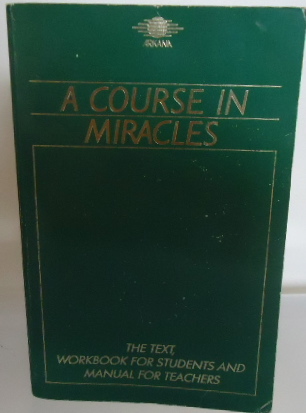 ARKANA
A COURSE IN
MIRACLES
THE TEXT,
WORKBOOK FOR STUDENTS AND
MANUAL FOR TEACHERS